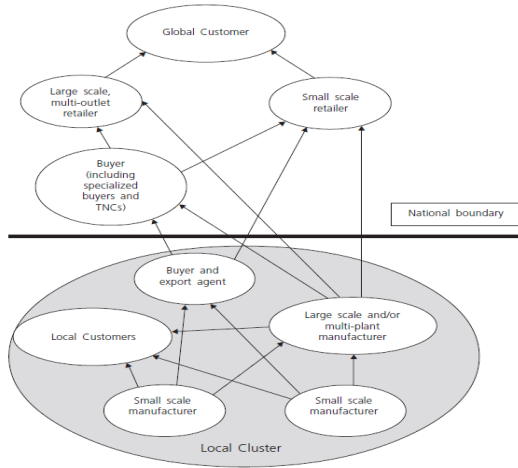 Global Customer
Large scale,
multi-outlet
retailer
Small scale
retailer
Buyer
(including
specialized
buyers and
TNCs)
National boundary
Buyer and
export agent
Large scale and/or
multi-plant
manufacturer
Local Customers
Small scale
manufacturer
Small scale
manufacturer
Local Cluster